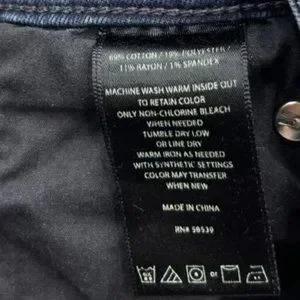 69% COTTON / 19% POLYESTER /
11% RAYON / 1% SPANDEX
MACHINE WASH WARM INSIDE OUT
TO RETAIN COLOR
ONLY NON-CHLORINE BLEACH
WHEN NEEDED
TUMBLE DRY LOW
OR LINE DRY
WARM IRON AS NEEDED
WITH SYNTHETIC SETTINGS
COLOR MAY TRANSFER
WHEN NEW
MADE IN CHINA
RN# 58539
or